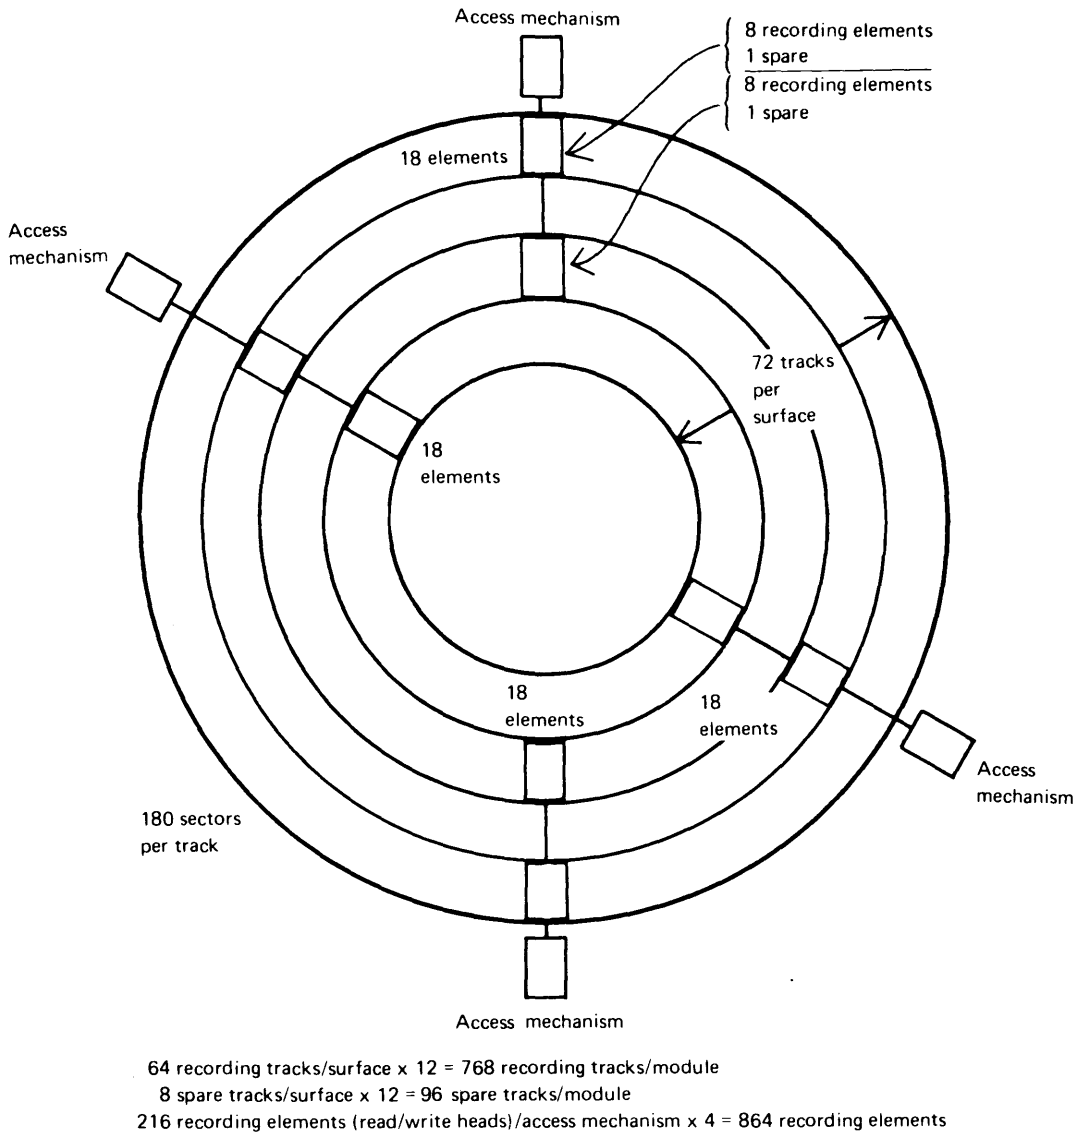 Access mechanism
8 recording elements
1 spare
8 recording elements
1 spare
18 elements
Access
mechanism
72 tracks
per
surface
18
elements
18
elements
18
elements
Access
mechanism
180 sectors
per track
Access mechanism
64 recording tracks/surface x 12 = 768 recording tracks/module
8 spare tracks/surface x 12 = 96 spare tracks/module
216 recording elements (read/write heads)/access mechanism x 4 = 864 recording elements